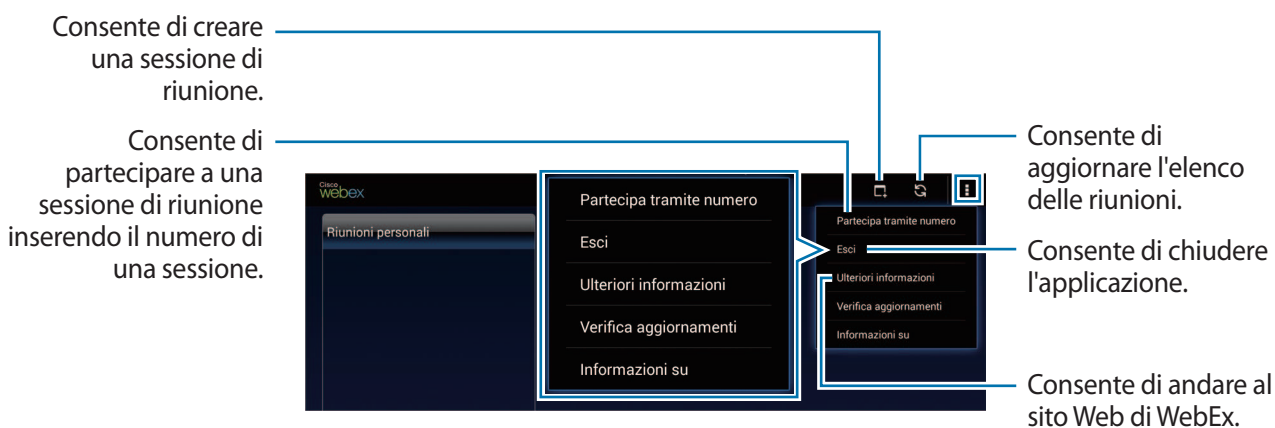 Consente di creare
una sessione di
riunione.
Consente di
partecipare a una
sessione di riunione
inserendo il numero di
una sessione.
Cisco
webex
Riunioni personali
Partecipa tramite numero
Esci
Ulteriori informazioni
Verifica aggiornamenti
Informazioni su
Partecipa tramite numero
Esci
Ulteriori informazioni
Verifica aggiornamenti
Informazioni su
Consente di
aggiornare l'elenco
delle riunioni.
Consente di chiudere
l'applicazione.
Consente di andare al
sito Web di WebEx.